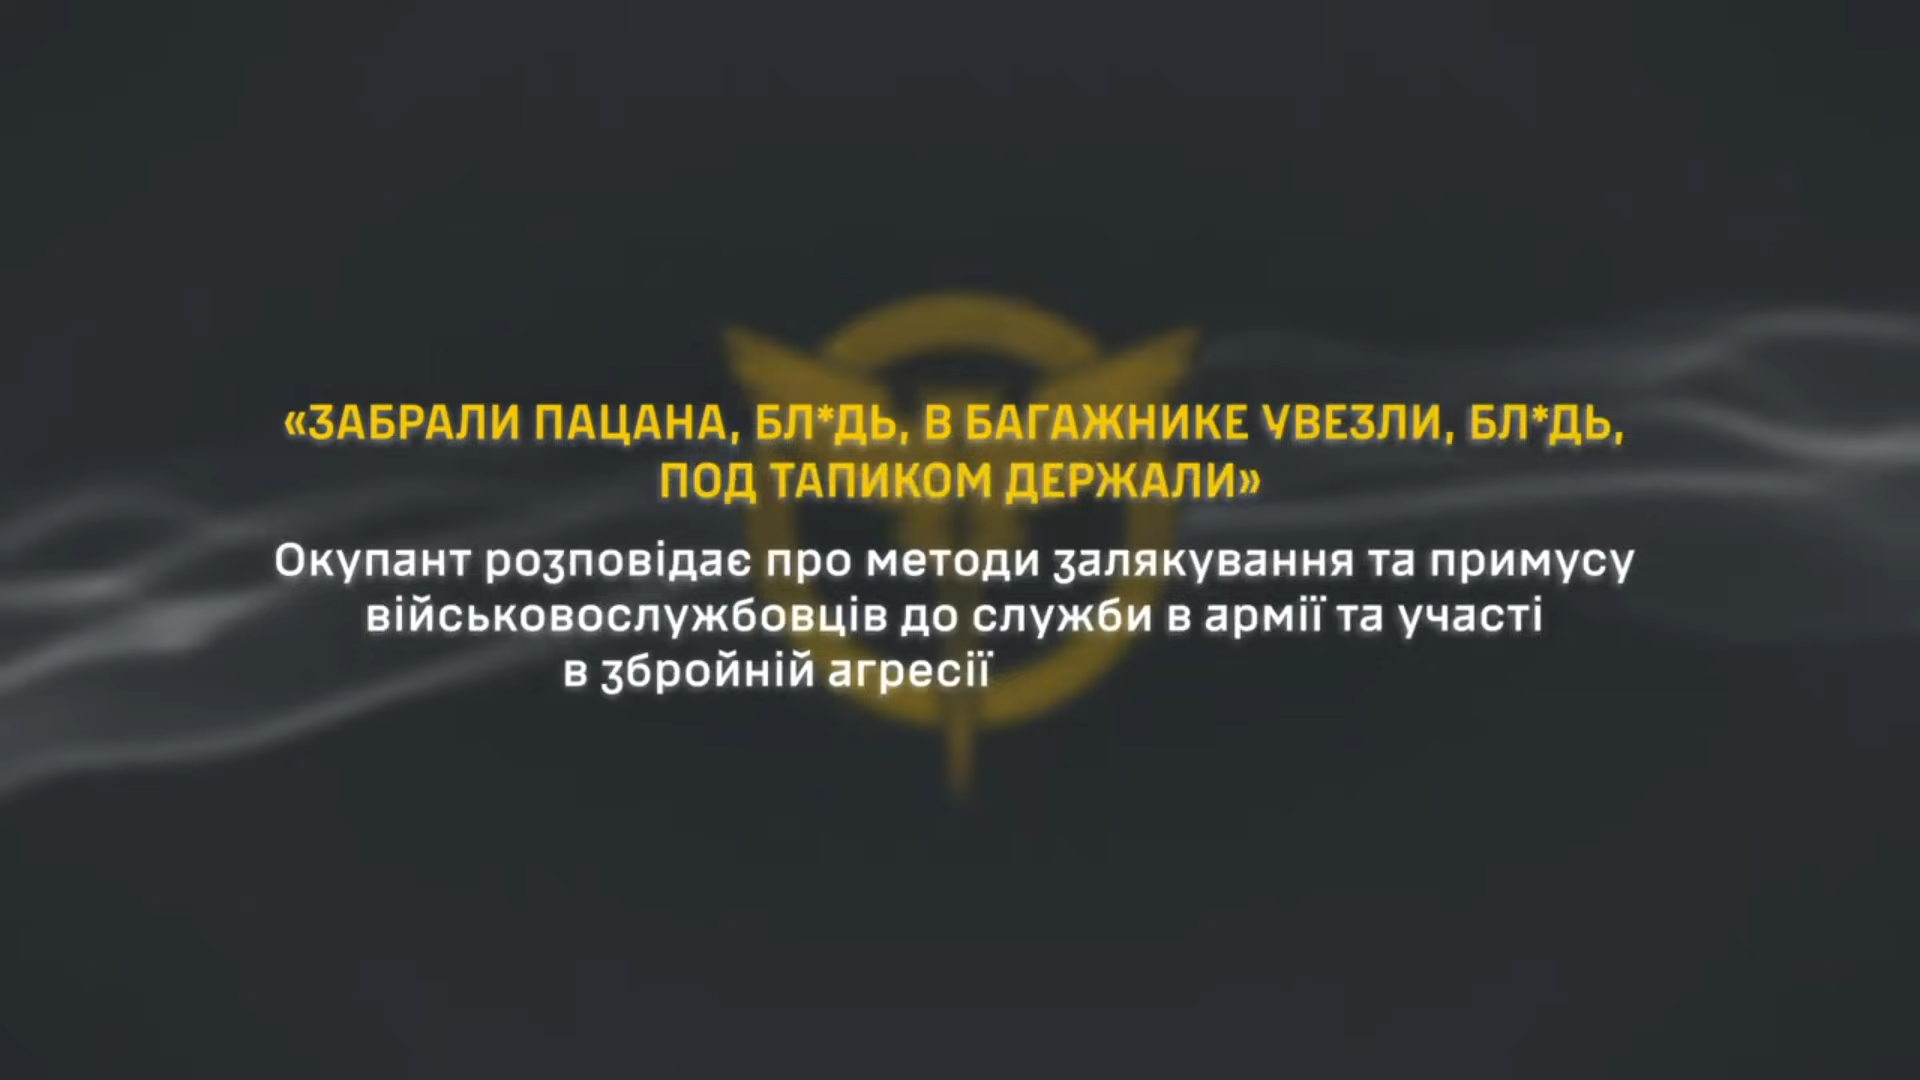 «ЗАБРАЛИ ПАЦАНА, БЛ*ДЬ, В БАГАЖНИКЕ УВЕЗЛИ, БЛ*ДЬ,
ПОД ТАПИКОМ ДЕРЖАЛИ»
Окупант розповідає про методи залякування та примусу
військовослужбовців до служби в армії та участі
в збройній агресії